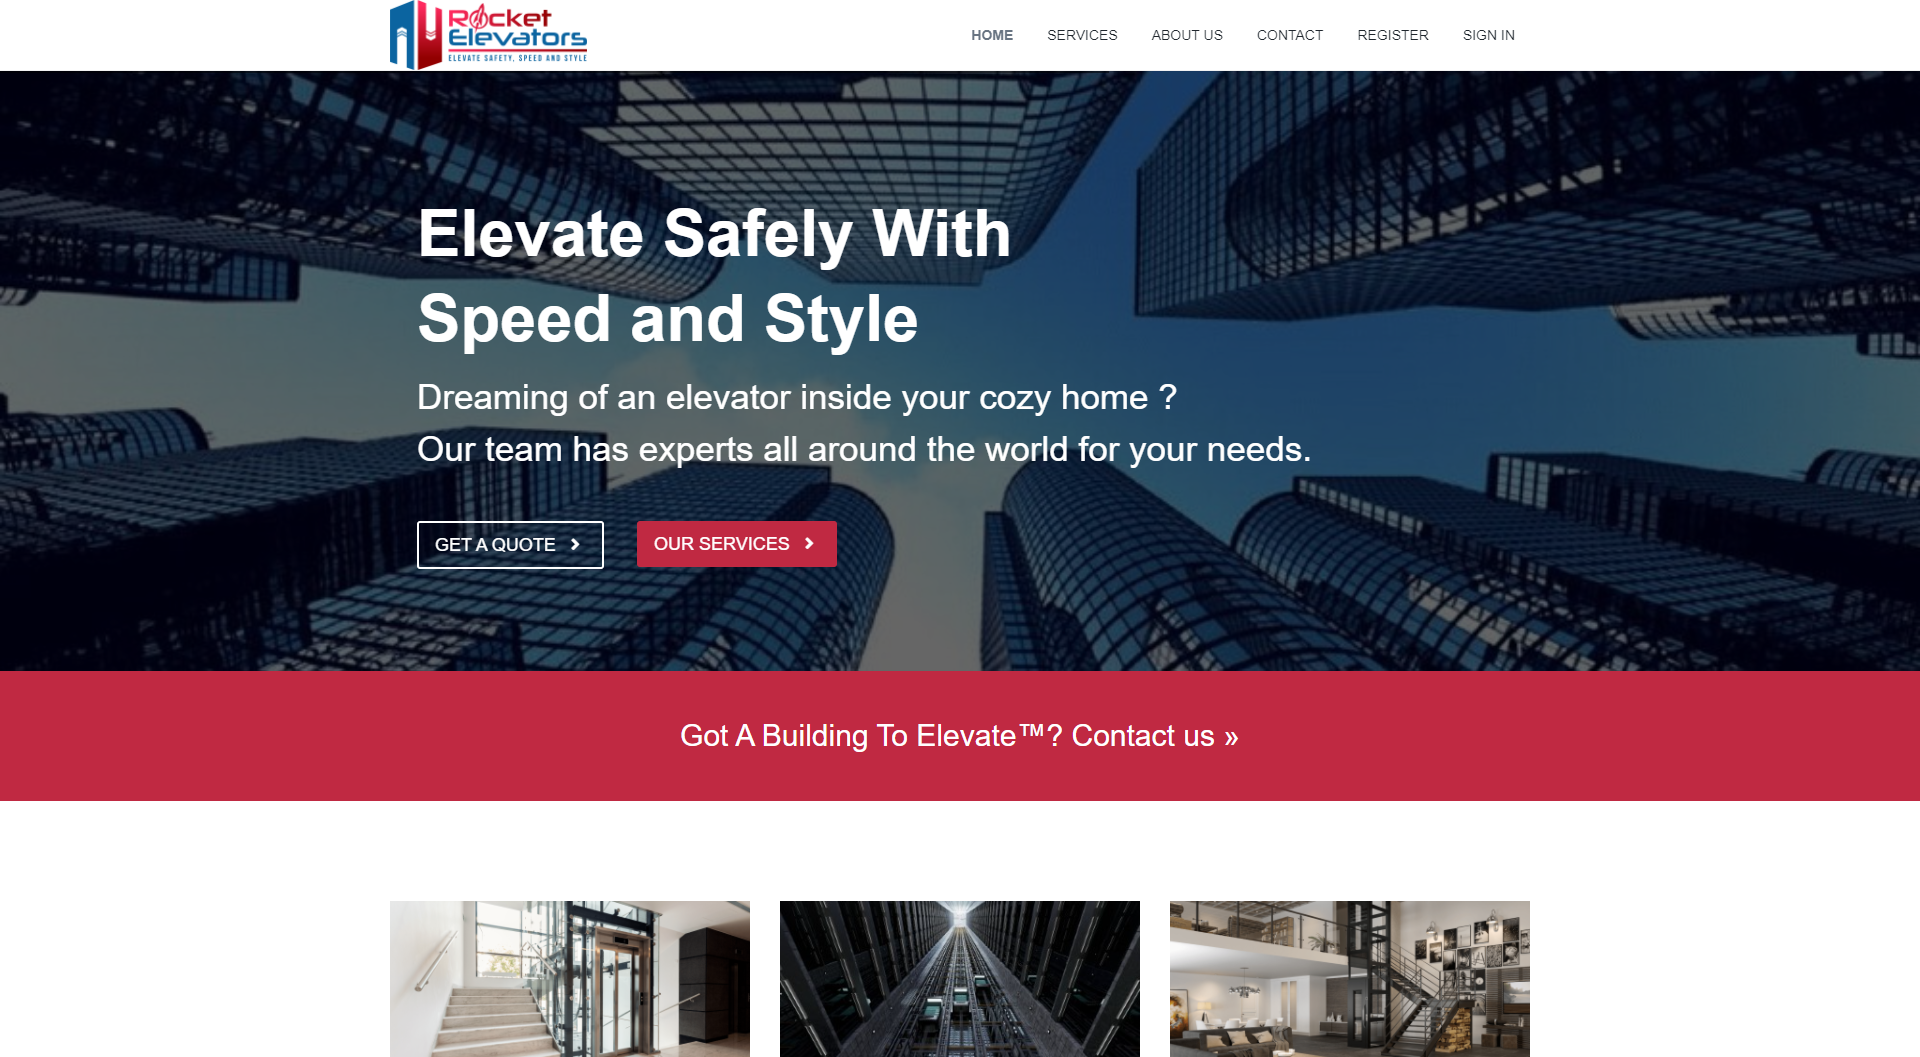 Rocket
Elevators
ELEVATE SAFETY, SPEED AND STYLE
HOME
SERVICES
ABOUT US
CONTACT
REGISTER
SIGN IN
Elevate Safely With
Speed and Style
Dreaming of an elevator inside your cozy home ?
Our team has experts all around the world for your needs.
GET A QUOTE
OUR SERVICES
Got A Building To Elevate™? Contact us »